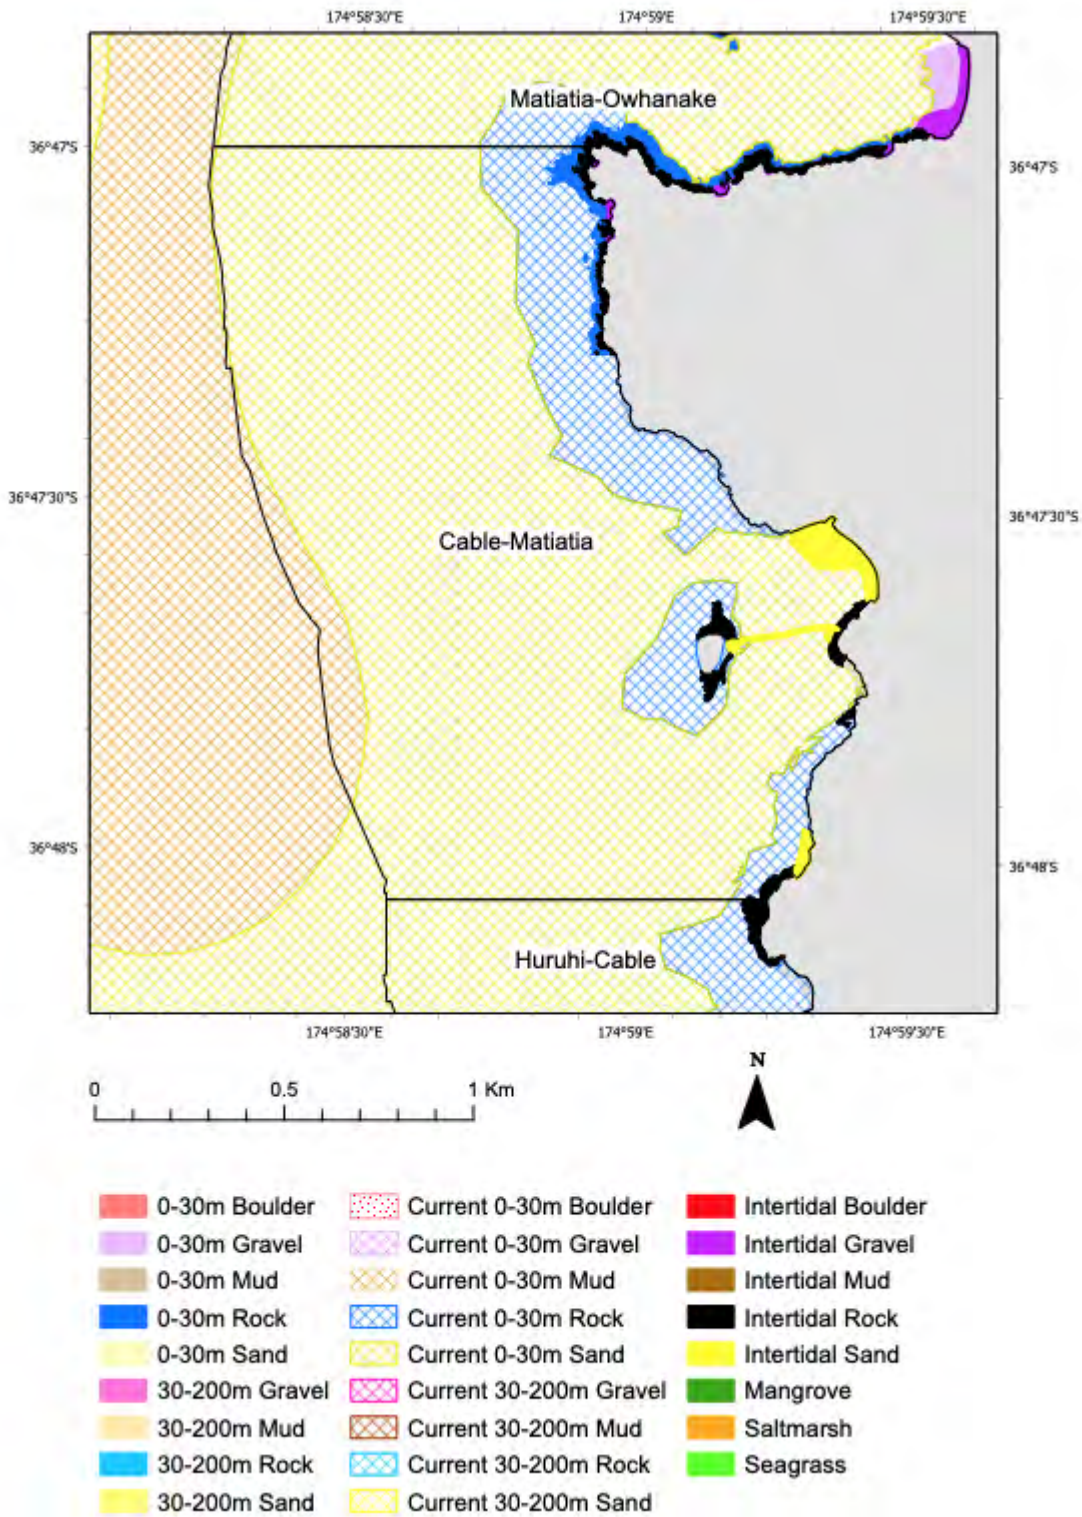 174°58'30"E 174°59'E 174°59'30"E
Matiatia-Owhanake
36°47'S 36°47'S
36°47'30"S 36°47'30"S
Cable-Matiatia
36°48'S 36°48'S
Huruhi-Cable
174°58'30"E 174°59'E 174°59'30"E
N
0 0.5 1 Km
0-30m Boulder Current 0-30m Boulder Intertidal Boulder
0-30m Gravel Current 0-30m Gravel Intertidal Gravel
0-30m Mud Current 0-30m Mud Intertidal Mud
0-30m Rock Current 0-30m Rock Intertidal Rock
0-30m Sand Current 0-30m Sand Intertidal Sand
30-200m Gravel Current 30-200m Gravel Mangrove
30-200m Mud Current 30-200m Mud Saltmarsh
30-200m Rock Current 30-200m Rock Seagrass
30-200m Sand Current 30-200m Sand